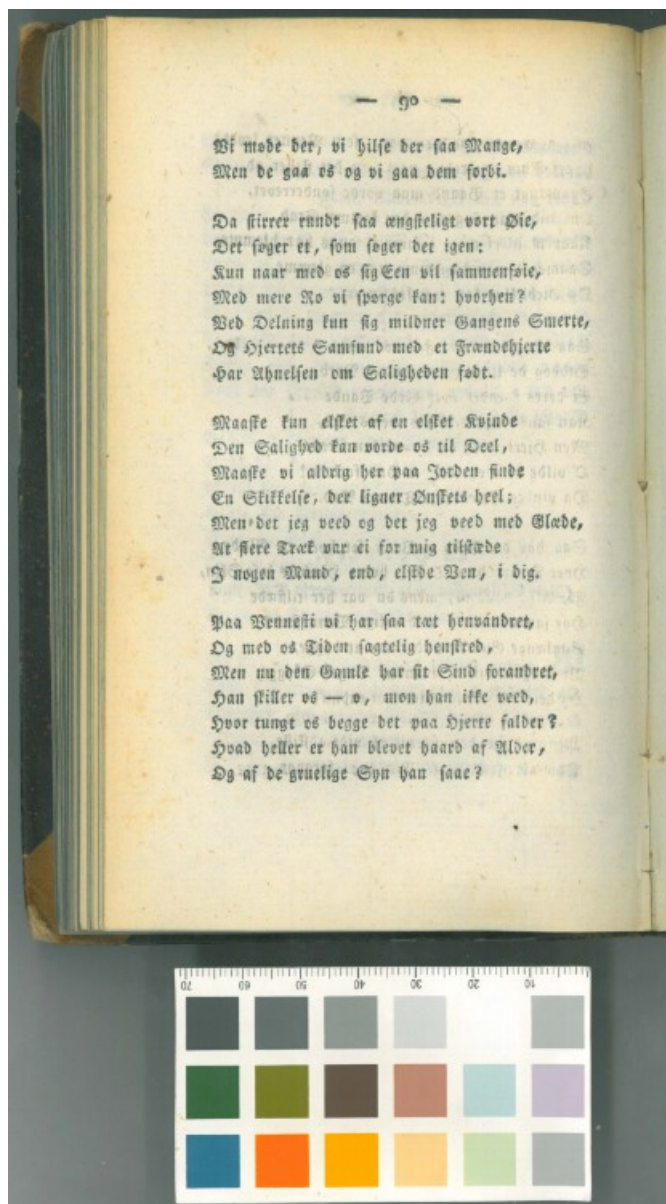 — 90 —
Vi møde der, vi hilse der saa Mange,
Men de gaa os og vi gaa dem forbi.
Da stirrer rundt saa ængsteligt vort Øie,
Det søger et, som søger det igen:
Kun naar med os sig Een vil sammenføie,
Med mere Ro vi spørge kan: hvorhen?
Ved Delning kun sig mildner Gangens Smerte,
Og Hjertets Samfund med et Frændehjerte
Har Ahnelsen om Saligheden født.
Maaske kun elsket af en elsket Kvinde
Den Salighed kan vorde os til Deel,
Maaske vi aldrig her paa Jorden finde
En Skikkelse, der ligner Ønskets heel;
Men det jeg veed og det jeg veed med Glæde,
At flere Træk var ei for mig tilstæde
I nogen Mand, end, elskde Ven, i dig.
Paa Vennesti vi har saa tæt henvandret,
Og med os Tiden sagtelig henskred,
Men nu den Gamle har sit Sind forandret,
Han skiller os — o, mon han ikke veed,
Hvor tungt os begge det paa Hjerte falder?
Hvad heller er han blevet haard af Alder,
Og af de gruelige Syn han saae?
70 60 50 40 30 20 10